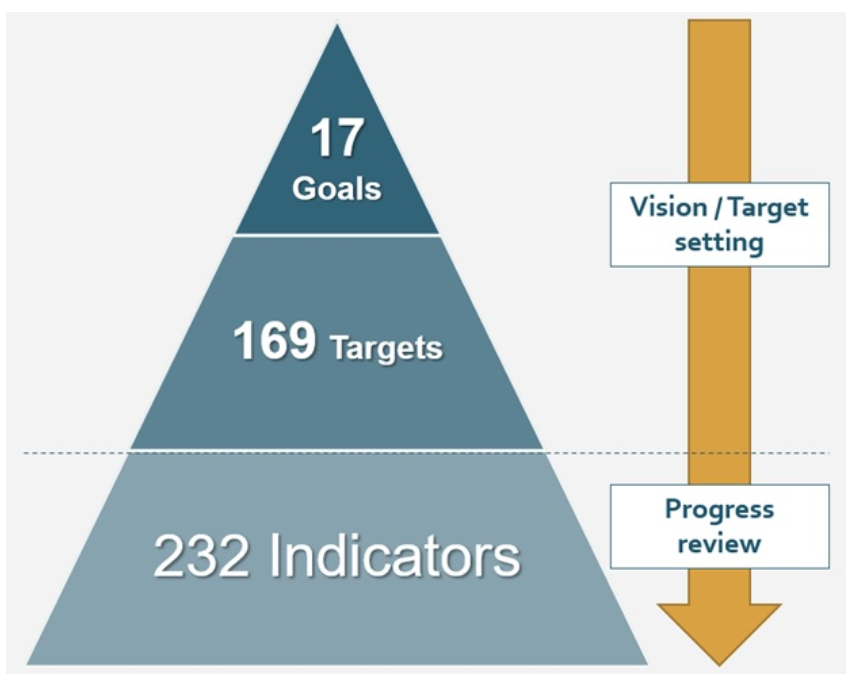 17
Goals
Vision / Target
setting
169 Targets
Progress
review
232 Indicators